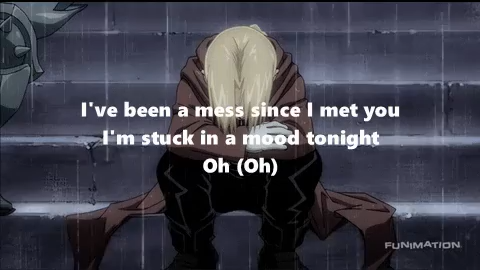 I've been a mess since I met you
I'm stuck in a mood tonight
Oh (Oh)
FUNIMATION